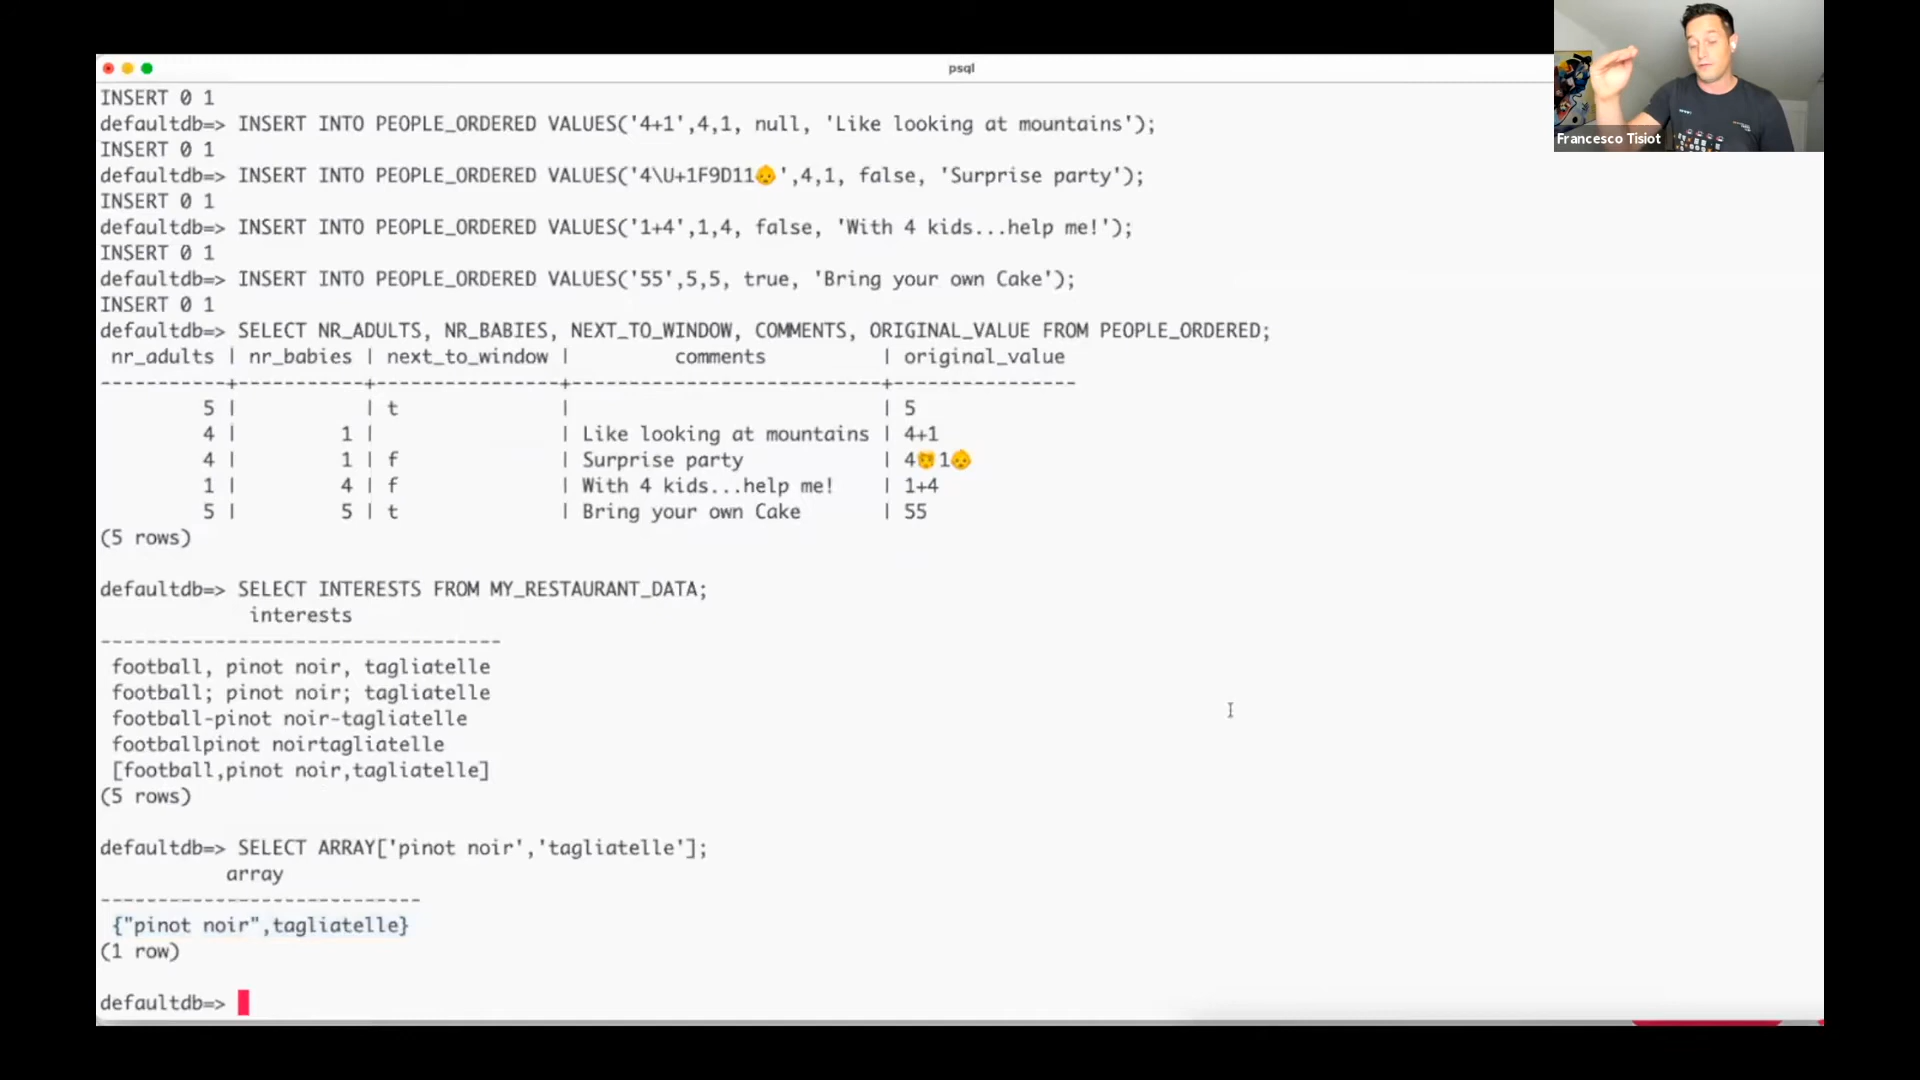 psql
Francesco Tisiot
INSERT 0 1
defaultdb=> INSERT INTO PEOPLE_ORDERED VALUES('4+1',4,1, null, 'Like looking at mountains');
INSERT 0 1
defaultdb=> INSERT INTO PEOPLE_ORDERED VALUES('4\U+1F9D11👶',4,1, false, 'Surprise party');
INSERT 0 1
defaultdb=> INSERT INTO PEOPLE_ORDERED VALUES('1+4',1,4, false, 'With 4 kids...help me!');
INSERT 0 1
defaultdb=> INSERT INTO PEOPLE_ORDERED VALUES('55',5,5, true, 'Bring your own Cake');
INSERT 0 1
defaultdb=> SELECT NR_ADULTS, NR_BABIES, NEXT_TO_WINDOW, COMMENTS, ORIGINAL_VALUE FROM PEOPLE_ORDERED;
nr_adults | nr_babies | next_to_window | comments | original_value
-----------+-----------+----------------+---------------------------+----------------
5 | | t | | 5
4 | 1 | | Like looking at mountains | 4+1
4 | 1 | f | Surprise party | 4🧑1👶
1 | 4 | f | With 4 kids...help me! | 1+4
5 | 5 | t | Bring your own Cake | 55
(5 rows)
defaultdb=> SELECT INTERESTS FROM MY_RESTAURANT_DATA;
interests
-----------------------------------
football, pinot noir, tagliatelle
football; pinot noir; tagliatelle
football-pinot noir-tagliatelle
footballpinot noirtagliatelle
[football,pinot noir,tagliatelle]
(5 rows)
defaultdb=> SELECT ARRAY['pinot noir','tagliatelle'];
array
----------------------------
{"pinot noir",tagliatelle}
(1 row)
defaultdb=>